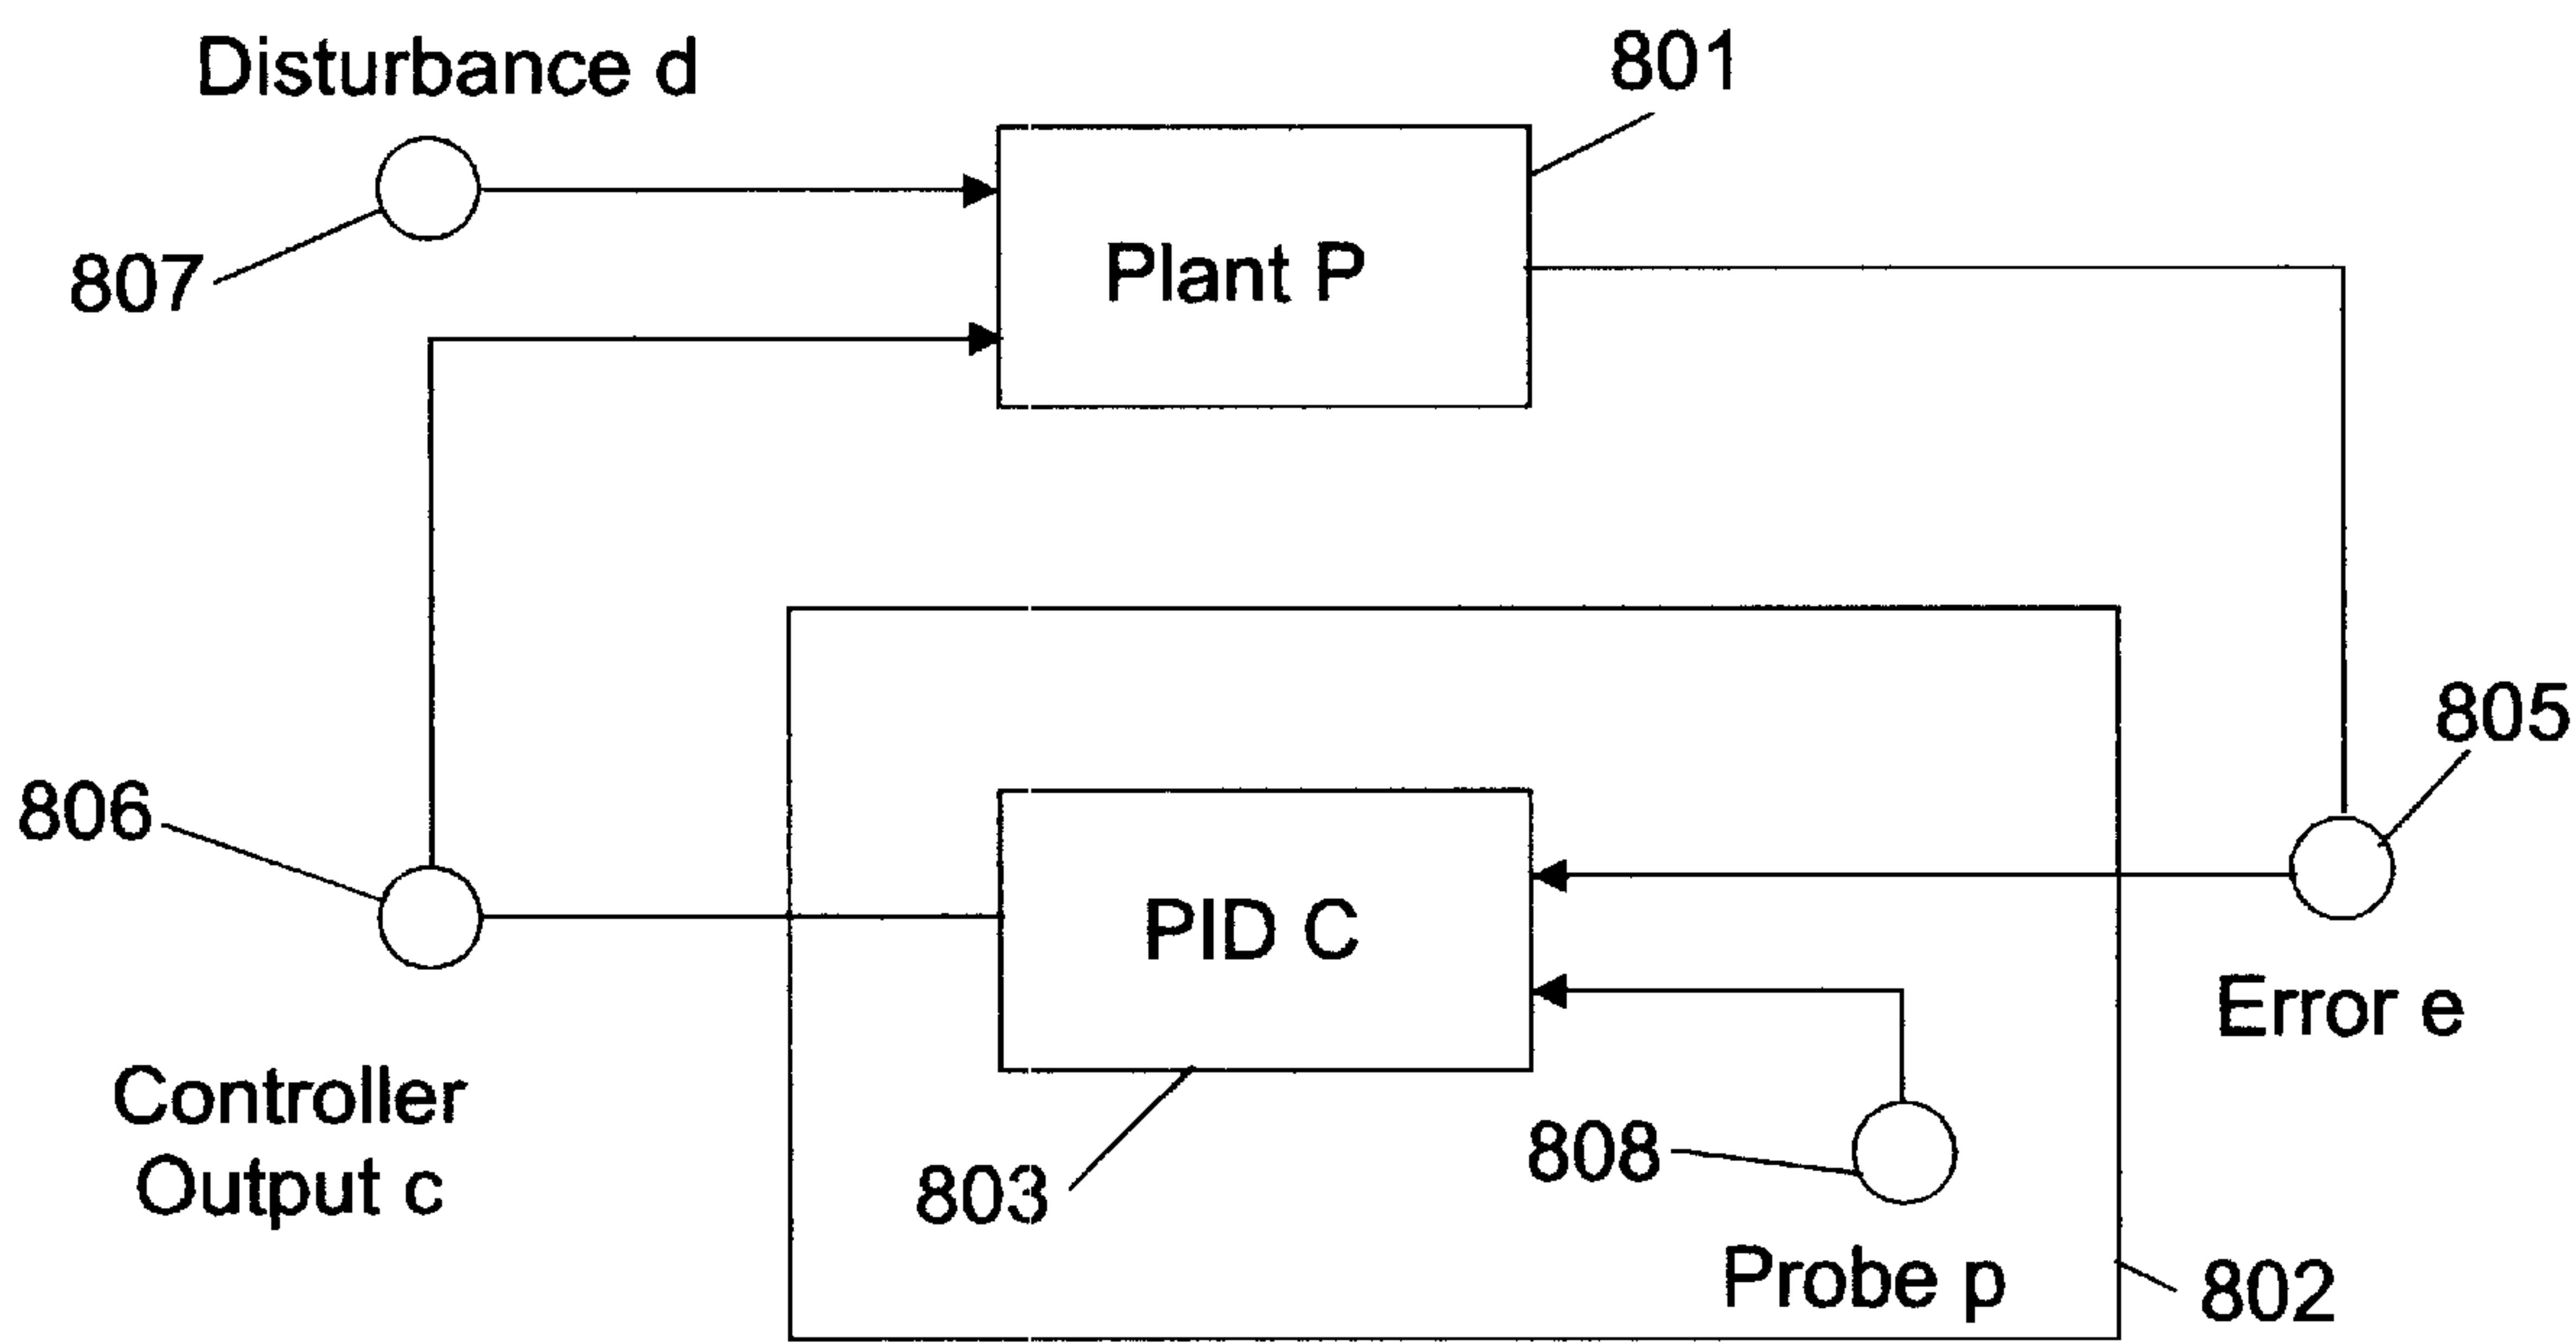 Disturbance d
801
807
Plant P
805
806
PID C
Error e
Controller
Output c
803
808
Probe p
802